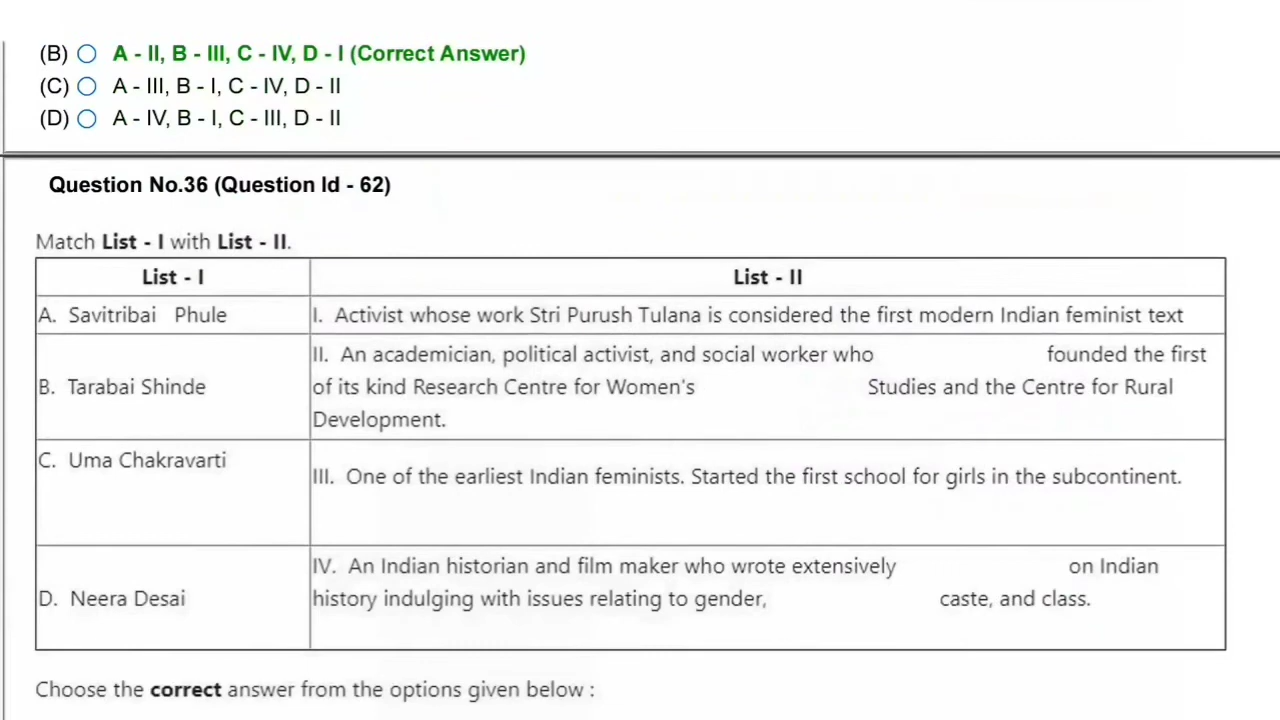 (B) A - II, B - III, C - IV, D - I (Correct Answer)
(C) A - III, B - I, C - IV, D - II
(D) A - IV, B - I, C - III, D - II
Question No.36 (Question Id - 62)
Match List - I with List - II.
List - I List - II
A. Savitribai Phule I. Activist whose work Stri Purush Tulana is considered the first modern Indian feminist text
B. Tarabai Shinde
II. An academician, political activist, and social worker who founded the first
of its kind Research Centre for Women's Studies and the Centre for Rural
Development.
C. Uma Chakravarti
III. One of the earliest Indian feminists. Started the first school for girls in the subcontinent.
D. Neera Desai
IV. An Indian historian and film maker who wrote extensively on Indian
history indulging with issues relating to gender, caste, and class.
Choose the correct answer from the options given below :